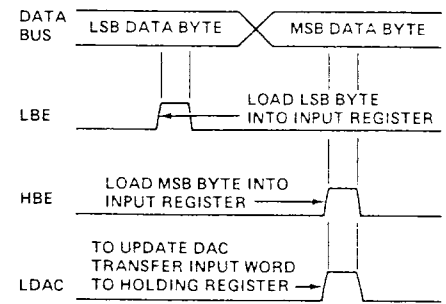 DATA
BUS
LSB DATA BYTE
MSB DATA BYTE
LBE
LOAD LSB BYTE
INTO INPUT REGISTER
HBE
LOAD MSB BYTE INTO
INPUT REGISTER
LDAC
TO UPDATE DAC
TRANSFER INPUT WORD
TO HOLDING REGISTER